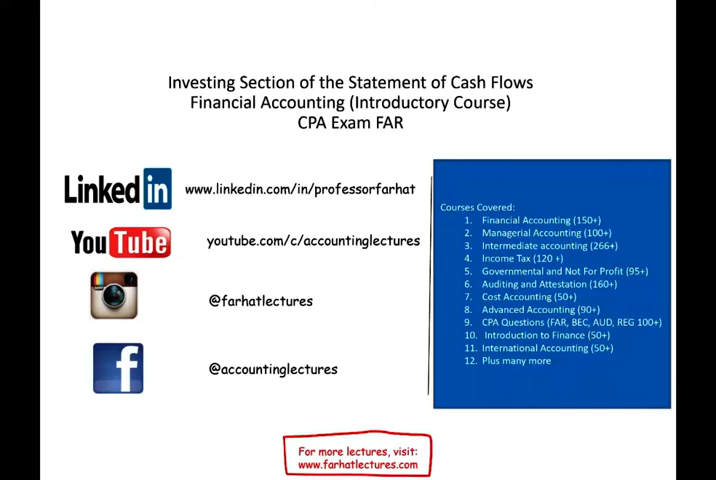 Investing Section of the Statement of Cash Flows
Financial Accounting (Introductory Course)
CPA Exam FAR
Linked in
www.linkedin.com/in/professorfarhat
You Tube
youtube.com/c/accountinglectures
@farhatlectures
f
@accountinglectures
Courses Covered:
1. Financial Accounting (150+)
2. Managerial Accounting (100+)
3. Intermediate accounting (266+)
4. Income Tax (120 +)
5. Governmental and Not For Profit (95+)
6. Auditing and Attestation (160+)
7. Cost Accounting (50+)
8. Advanced Accounting (90+)
9. CPA Questions (FAR, BEC, AUD, REG 100+)
10. Introduction to Finance (50+)
11. International Accounting (50+)
12. Plus many more
For more lectures, visit:
www.farhatlectures.com